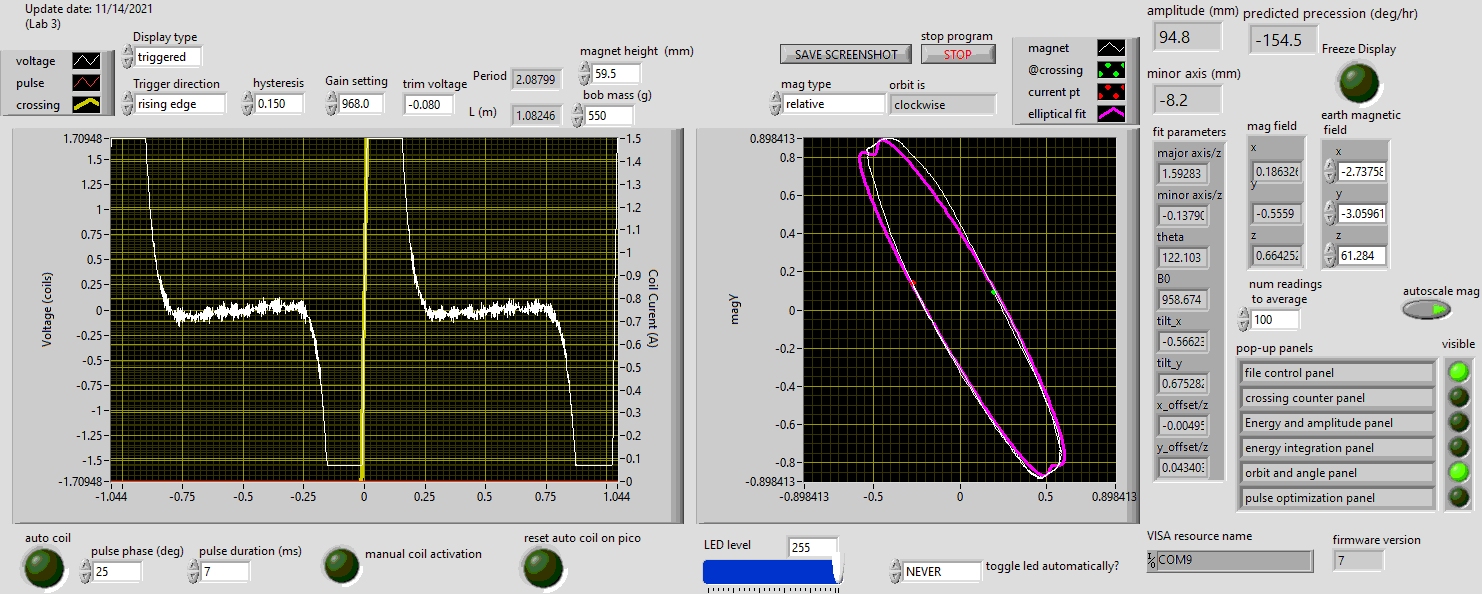 Update date: 11/14/2021
(Lab 3)
voltage
pulse
crossing
Display type
triggered
Trigger direction
rising edge
hysteresis
0.150
Gain setting
968.0
trim voltage
-0.080
Period
2.08799
L (m)
1.08246
magnet height (mm)
59.5
bob mass (g)
550
SAVE SCREENSHOT
stop program
STOP
mag type
relative
orbit is
clockwise
magnet
@crossing
current pt
elliptical fit
amplitude (mm)
94.8
predicted precession (deg/hr)
-154.5
minor axis (mm)
-8.2
Freeze Display
Voltage (coils)
1.70948
1.5
1.25
1
0.75
0.5
0.25
0
-0.25
-0.5
-0.75
-1
-1.25
-1.5
-1.70948
-1.044
-0.75
-0.5
-0.25
0
0.25
0.5
0.75
1.044
1.5
1.4
1.3
1.2
1.1
1
0.9
0.8
0.7
0.6
0.5
0.4
0.3
0.2
0.1
0
Coil Curent (A)
magy
0.898413
0.8
0.6
0.4
0.2
0
-0.2
-0.4
-0.6
-0.8
-0.898413
-0.898413
-0.5
0
0.5
0.898413
fit parameters
major axis/z
1.59283
minor axis/z
-0.1379
theta
122.103
B0
958.674
tilt_x
-0.5662
tilt_y
0.67528
x_offset/z
-0.0049
y_offset/z
0.04340
mag field
x
0.18632
y
-0.5559
z
0.66425
earth magnetic
field
x
-2.7375
y
-3.05961
z
61.284
num readings
to average
100
autoscale mag
pop-up panels
visible
file control panel
crossing counter panel
Energy and amplitude panel
energy integration panel
orbit and angle panel
pulse optimization panel
auto coil
pulse phase (deg)
25
pulse duration (ms)
7
manual coil activation
reset auto coil on pico
LED level
255
NEVER
toggle led automatically?
VISA resource name
COM9
firmware version
7